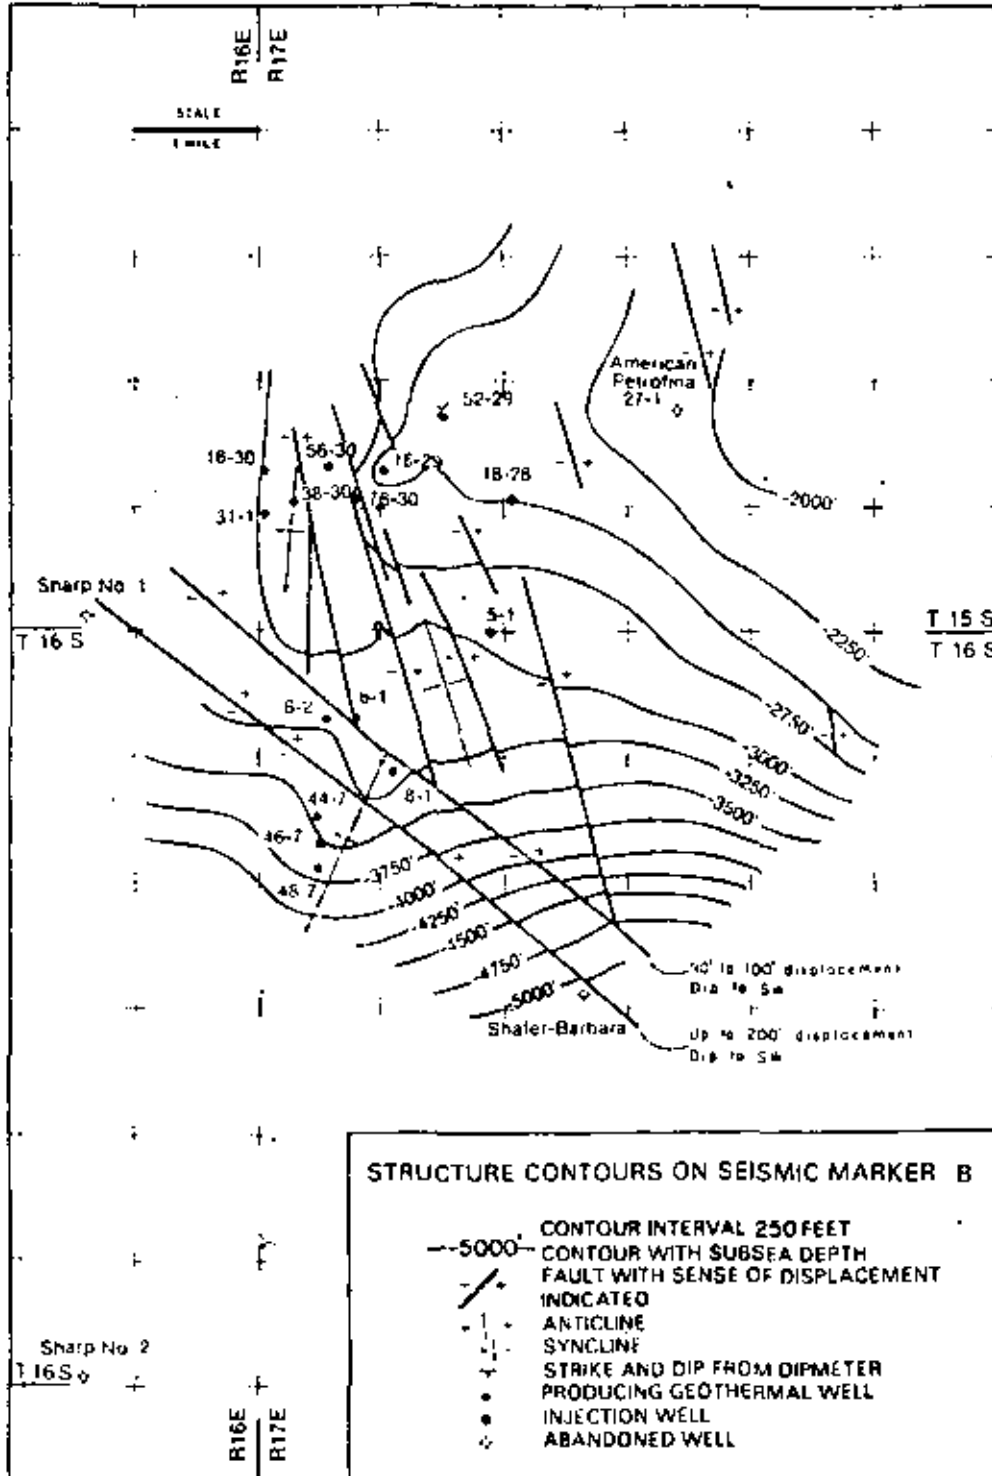 R16E
R17E
SCALE
1 MILE
American
Petrofina
27-1
52-29
56-30
16-29
18-30
38-30
16-30
18-28
31-1
-2000'
Sharp No. 1
5-1
T 15 S
T 16 S
T 16 S
-2250'
6-2
6-1
-2750'
-3000'
-3250'
-3500'
44-7
8-1
46-7
48-7
-3750'
-4000'
-4250'
-4500'
-4750'
-5000'
Shafer-Barbara
to 100' displacement
Dip to SW
Up to 200' displacement
Dip to SW
STRUCTURE CONTOURS ON SEISMIC MARKER B
CONTOUR INTERVAL 250 FEET
-5000' CONTOUR WITH SUBSEA DEPTH
FAULT WITH SENSE OF DISPLACEMENT
INDICATED
ANTICLINE
SYNCLINE
STRIKE AND DIP FROM DIPMETER
PRODUCING GEOTHERMAL WELL
INJECTION WELL
ABANDONED WELL
Sharp No. 2
T 16S
R16E
R17E